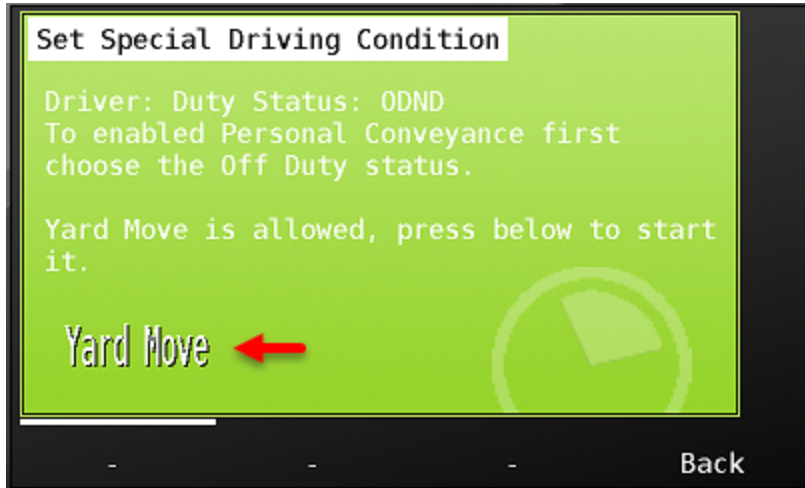 Set Special Driving Condition
Driver: Duty Status: ODND
To enabled Personal Conveyance first
choose the Off Duty status.
Yard Move is allowed, press below to start
it.
Yard Move
- - - Back